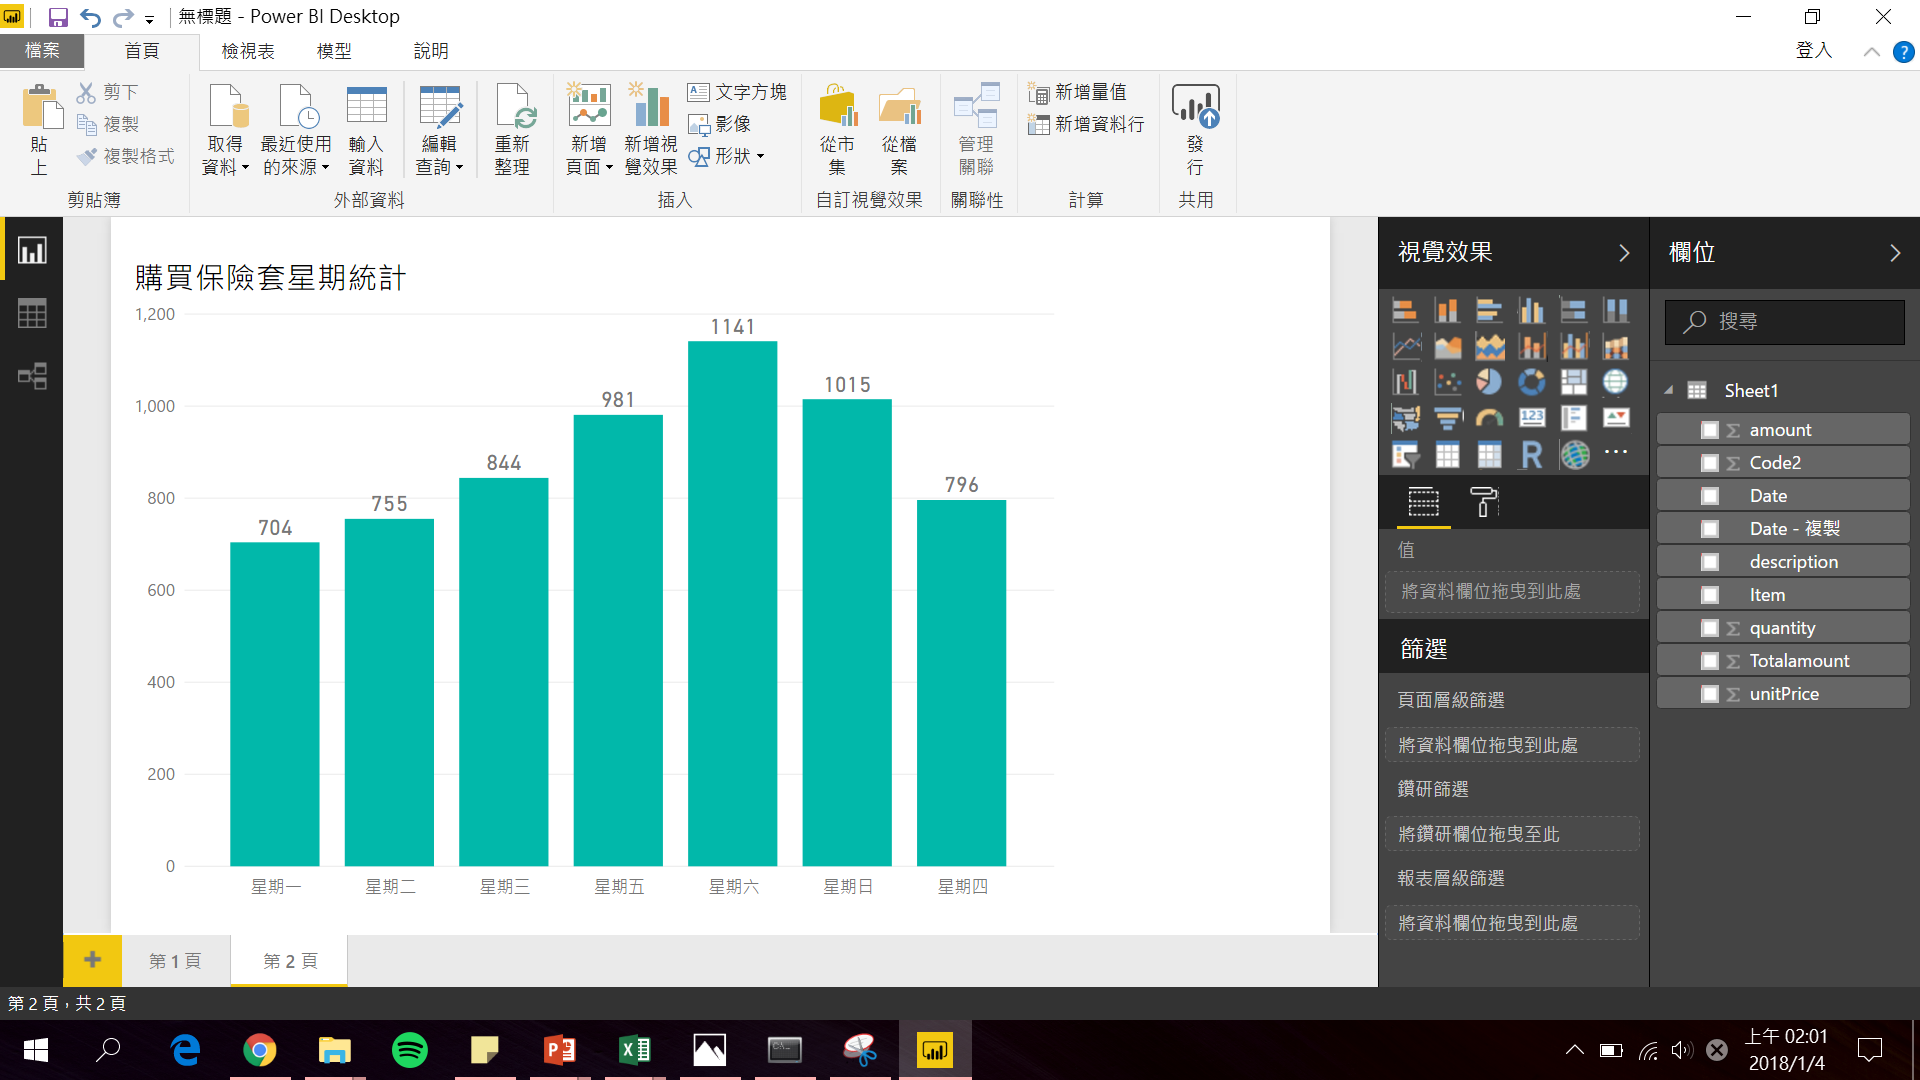 無標題 - Power BI Desktop
檔案 首頁 檢視表 模型 說明 登入
貼上
剪下
複製
複製格式
剪貼簿
取得資料
最近使用的來源
輸入資料
編輯查詢
重新整理
外部資料
新增頁面
新增視覺效果
文字方塊
影像
形狀
插入
從市集
從檔案
自訂視覺效果
管理關聯
關聯性
新增量值
新增資料行
計算
發行
共用
購買保險套星期統計
1,200
1,000
800
600
400
200
0
704
755
844
981
1141
1015
796
星期一 星期二 星期三 星期五 星期六 星期日 星期四
視覺效果
123
R
值
將資料欄位拖曳到此處
篩選
頁面層級篩選
將資料欄位拖曳到此處
鑽研篩選
將鑽研欄位拖曳至此
報表層級篩選
將資料欄位拖曳到此處
欄位
搜尋
Sheet1
amount
Code2
Date
Date - 複製
description
Item
quantity
Totalamount
unitPrice
第 1 頁 第 2 頁
第 2 頁，共 2 頁
上午 02:01
2018/1/4